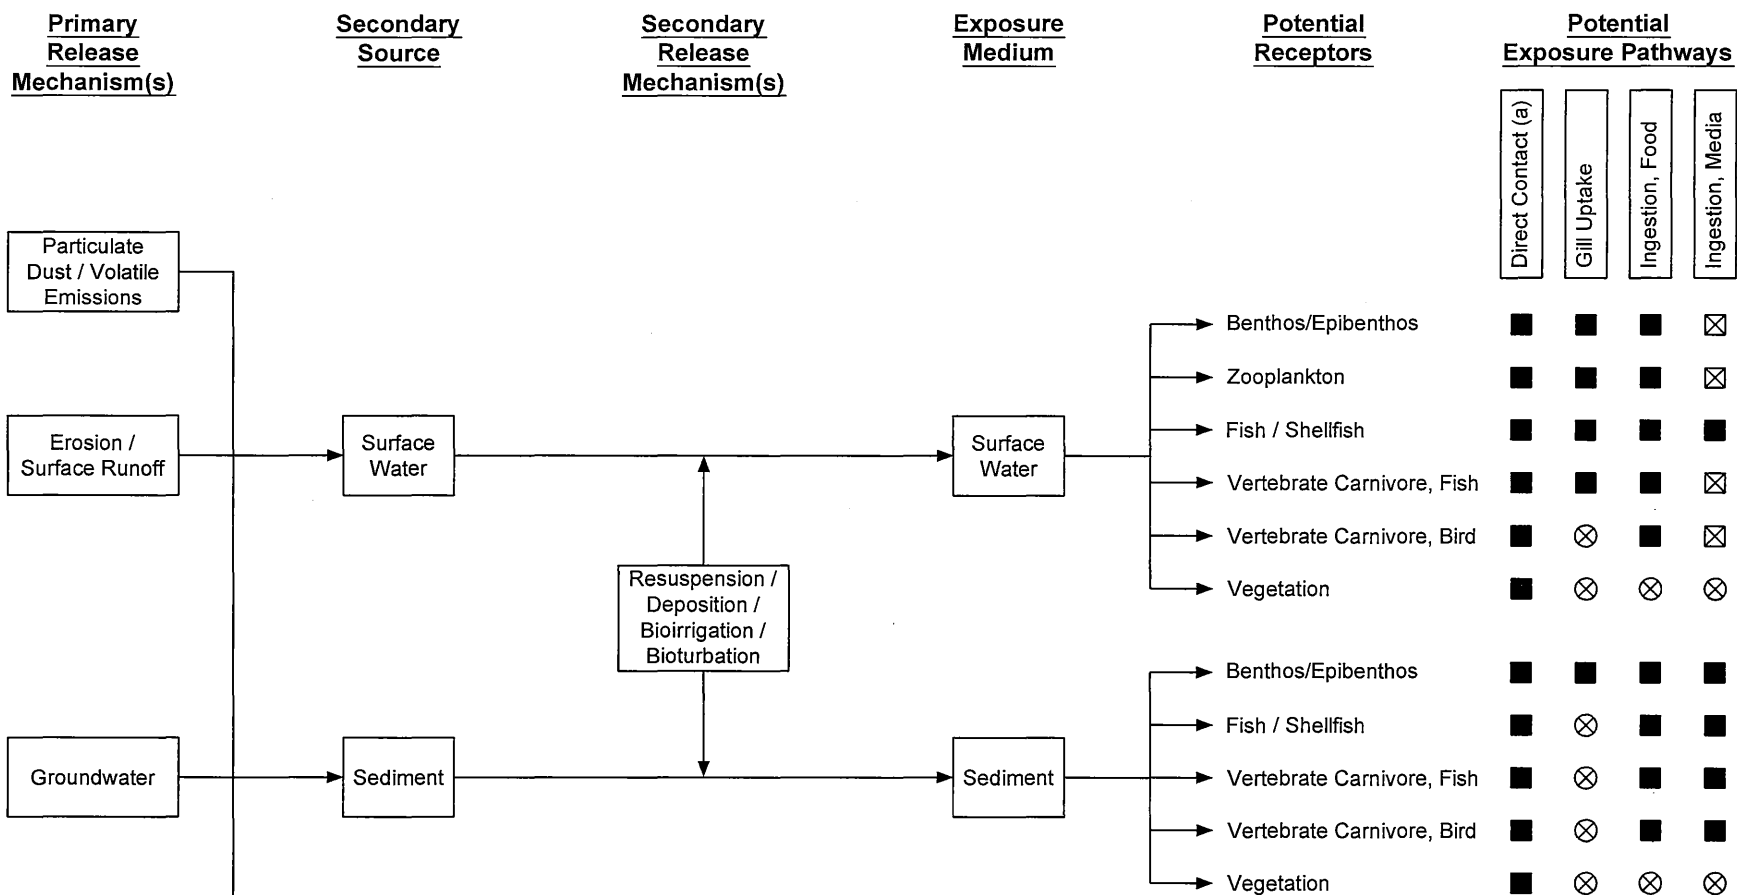 Primary
Release
Mechanism(s)
Secondary
Source
Secondary
Release
Mechanism(s)
Exposure
Medium
Potential
Receptors
Potential
Exposure Pathways
Direct Contact (a)
Gill Uptake
Ingestion, Food
Ingestion, Media
Particulate
Dust / Volatile
Emissions
Erosion /
Surface Runoff
Surface
Water
Surface
Water
Benthos/Epibenthos
Zooplankton
Fish / Shellfish
Vertebrate Carnivore, Fish
Vertebrate Carnivore, Bird
Vegetation
Resuspension /
Deposition /
Bioirrigation /
Bioturbation
Groundwater
Sediment
Sediment
Benthos/Epibenthos
Fish / Shellfish
Vertebrate Carnivore, Fish
Vertebrate Carnivore, Bird
Vegetation